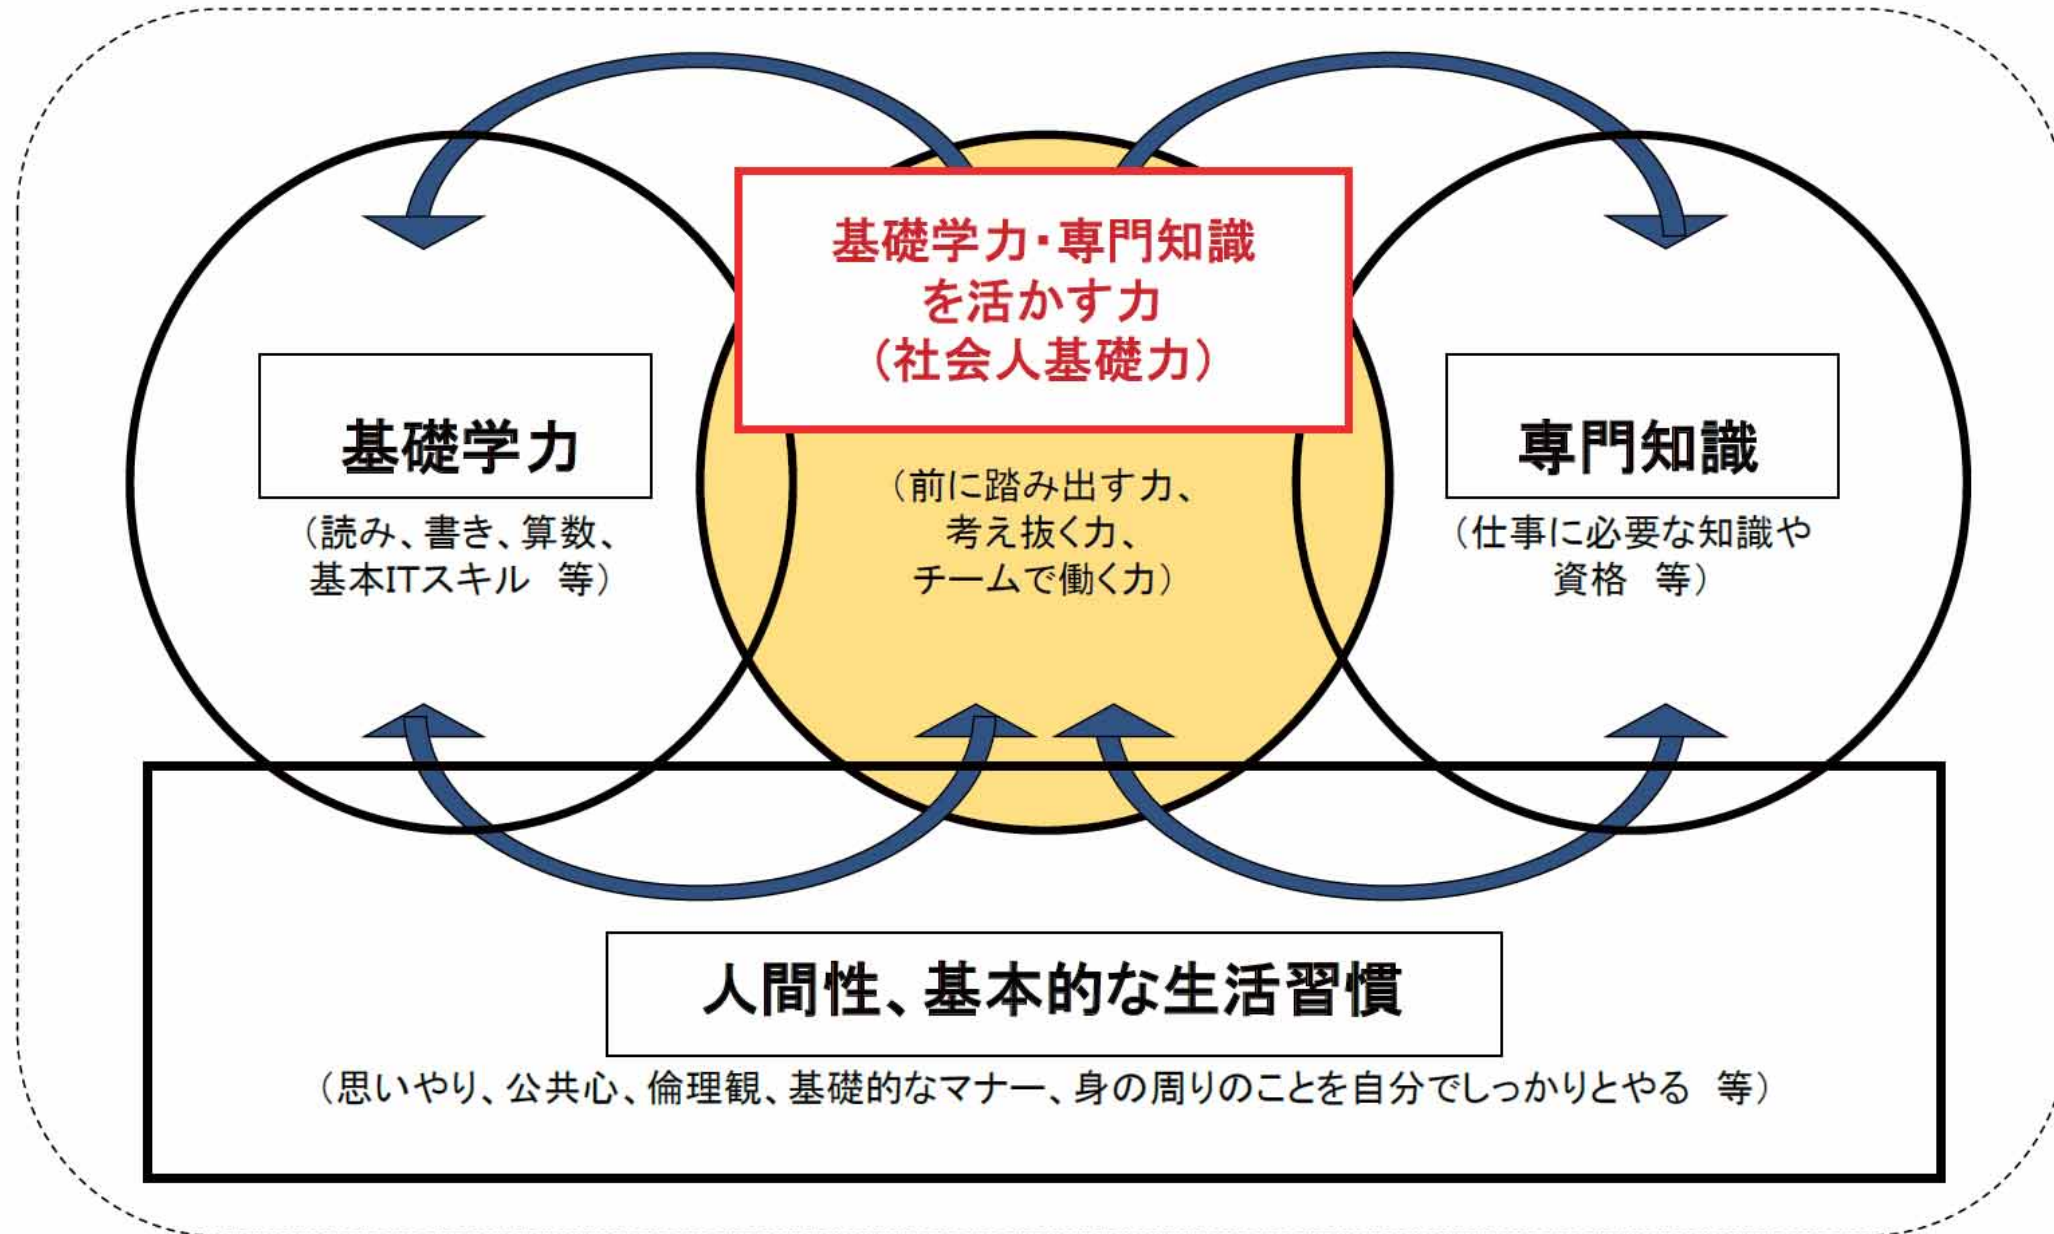 基礎学力・専門知識
を活かす力
（社会人基礎力）
基礎学力
（読み、書き、算数、
基本ITスキル　等）
（前に踏み出す力、
考え抜く力、
チームで働く力）
専門知識
（仕事に必要な知識や
資格　等）
人間性、基本的な生活習慣
（思いやり、公共心、倫理観、基礎的なマナー、身の周りのことを自分でしっかりとやる　等）